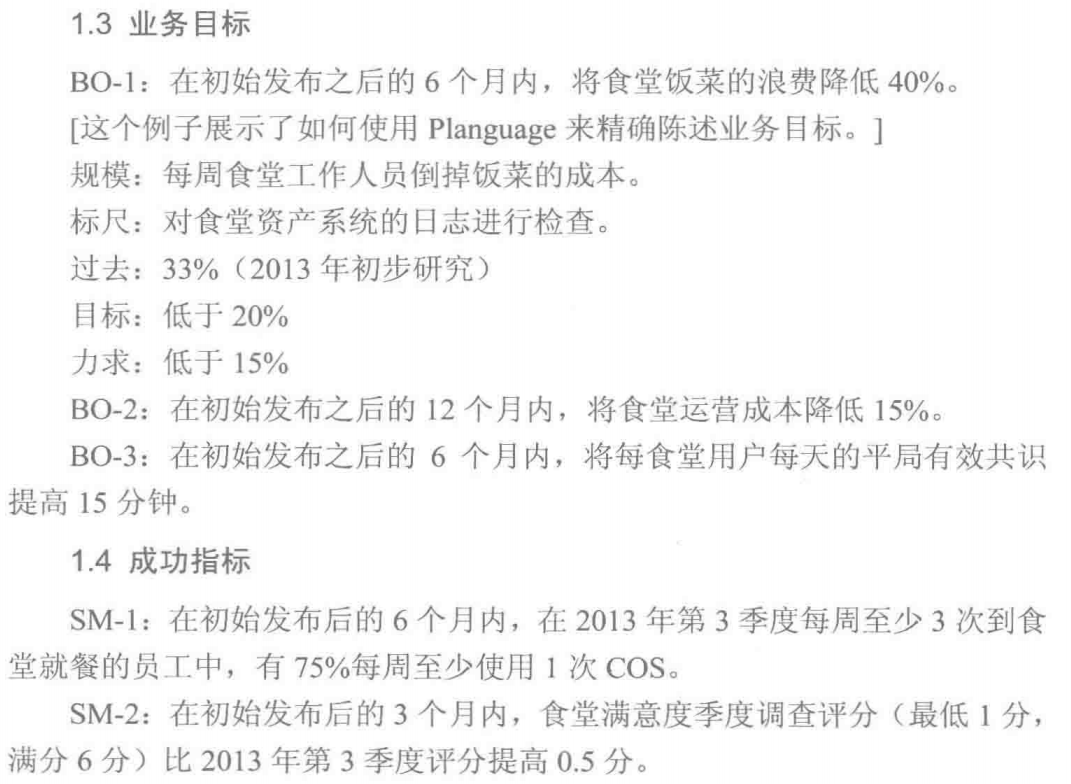 1.3 业务目标
BO-1：在初始发布之后的 6 个月内，将食堂饭菜的浪费降低 40%。
[这个例子展示了如何使用 Planguage 来精确陈述业务目标。]
规模：每周食堂工作人员倒掉饭菜的成本。
标尺：对食堂资产系统的日志进行检查。
过去：33%（2013 年初步研究）
目标：低于 20%
力求：低于 15%
BO-2：在初始发布之后的 12 个月内，将食堂运营成本降低 15%。
BO-3：在初始发布之后的 6 个月内，将每食堂用户每天的平局有效共识
提高 15 分钟。
1.4 成功指标
SM-1：在初始发布后的 6 个月内，在 2013 年第 3 季度每周至少 3 次到食
堂就餐的员工中，有 75%每周至少使用 1 次 COS。
SM-2：在初始发布后的 3 个月内，食堂满意度季度调查评分（最低 1 分，
满分 6 分）比 2013 年第 3 季度评分提高 0.5 分。